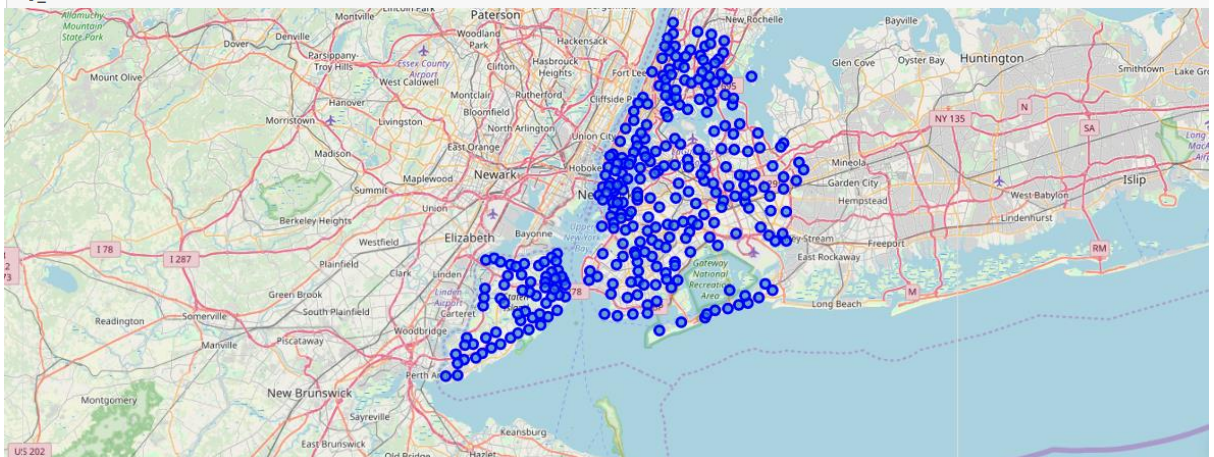 Allamuchy
Mountain
State Park
Montville
Paterson
Bayville
New Rochelle
Denville
Woodland
Park
Hackensack
Dover
Parsippany-
Troy Hills
Essex County
Airport
Clifton
Hasbrouck
Heights
Fort Lee
Glen Cove
Oyster Bay
Huntington
Smithtown
Mount Olive
West Caldwell
Hanover
Montclair
Rutherford
Cliffside
Bloomfield
Morristown
Livingston
North Arlington
Union City
N
NY 135
SA
East Orange
Madison
Mineola
Maplewood
Newark
Garden City
Summit
Hempstead
West Babylon
Islip
Union
Berkeley Heights
Lindenhurst
Westfield
Elizabeth
Bayonne
Freeport
RM
I 78
I 287
Plainfield
Clark
Linden
East Rockaway
Gateway
National
Recreation
Area
Linden
Airport
Green Brook
78
M
Long Beach
Carteret
South Plainfield
Readington
Somerville
Woodbridge
Manville
Piscataway
Perth
New Brunswick
Montgomery
Sayreville
Keansburg
US 202
East Brunswick
Old Bridge
Hazlet